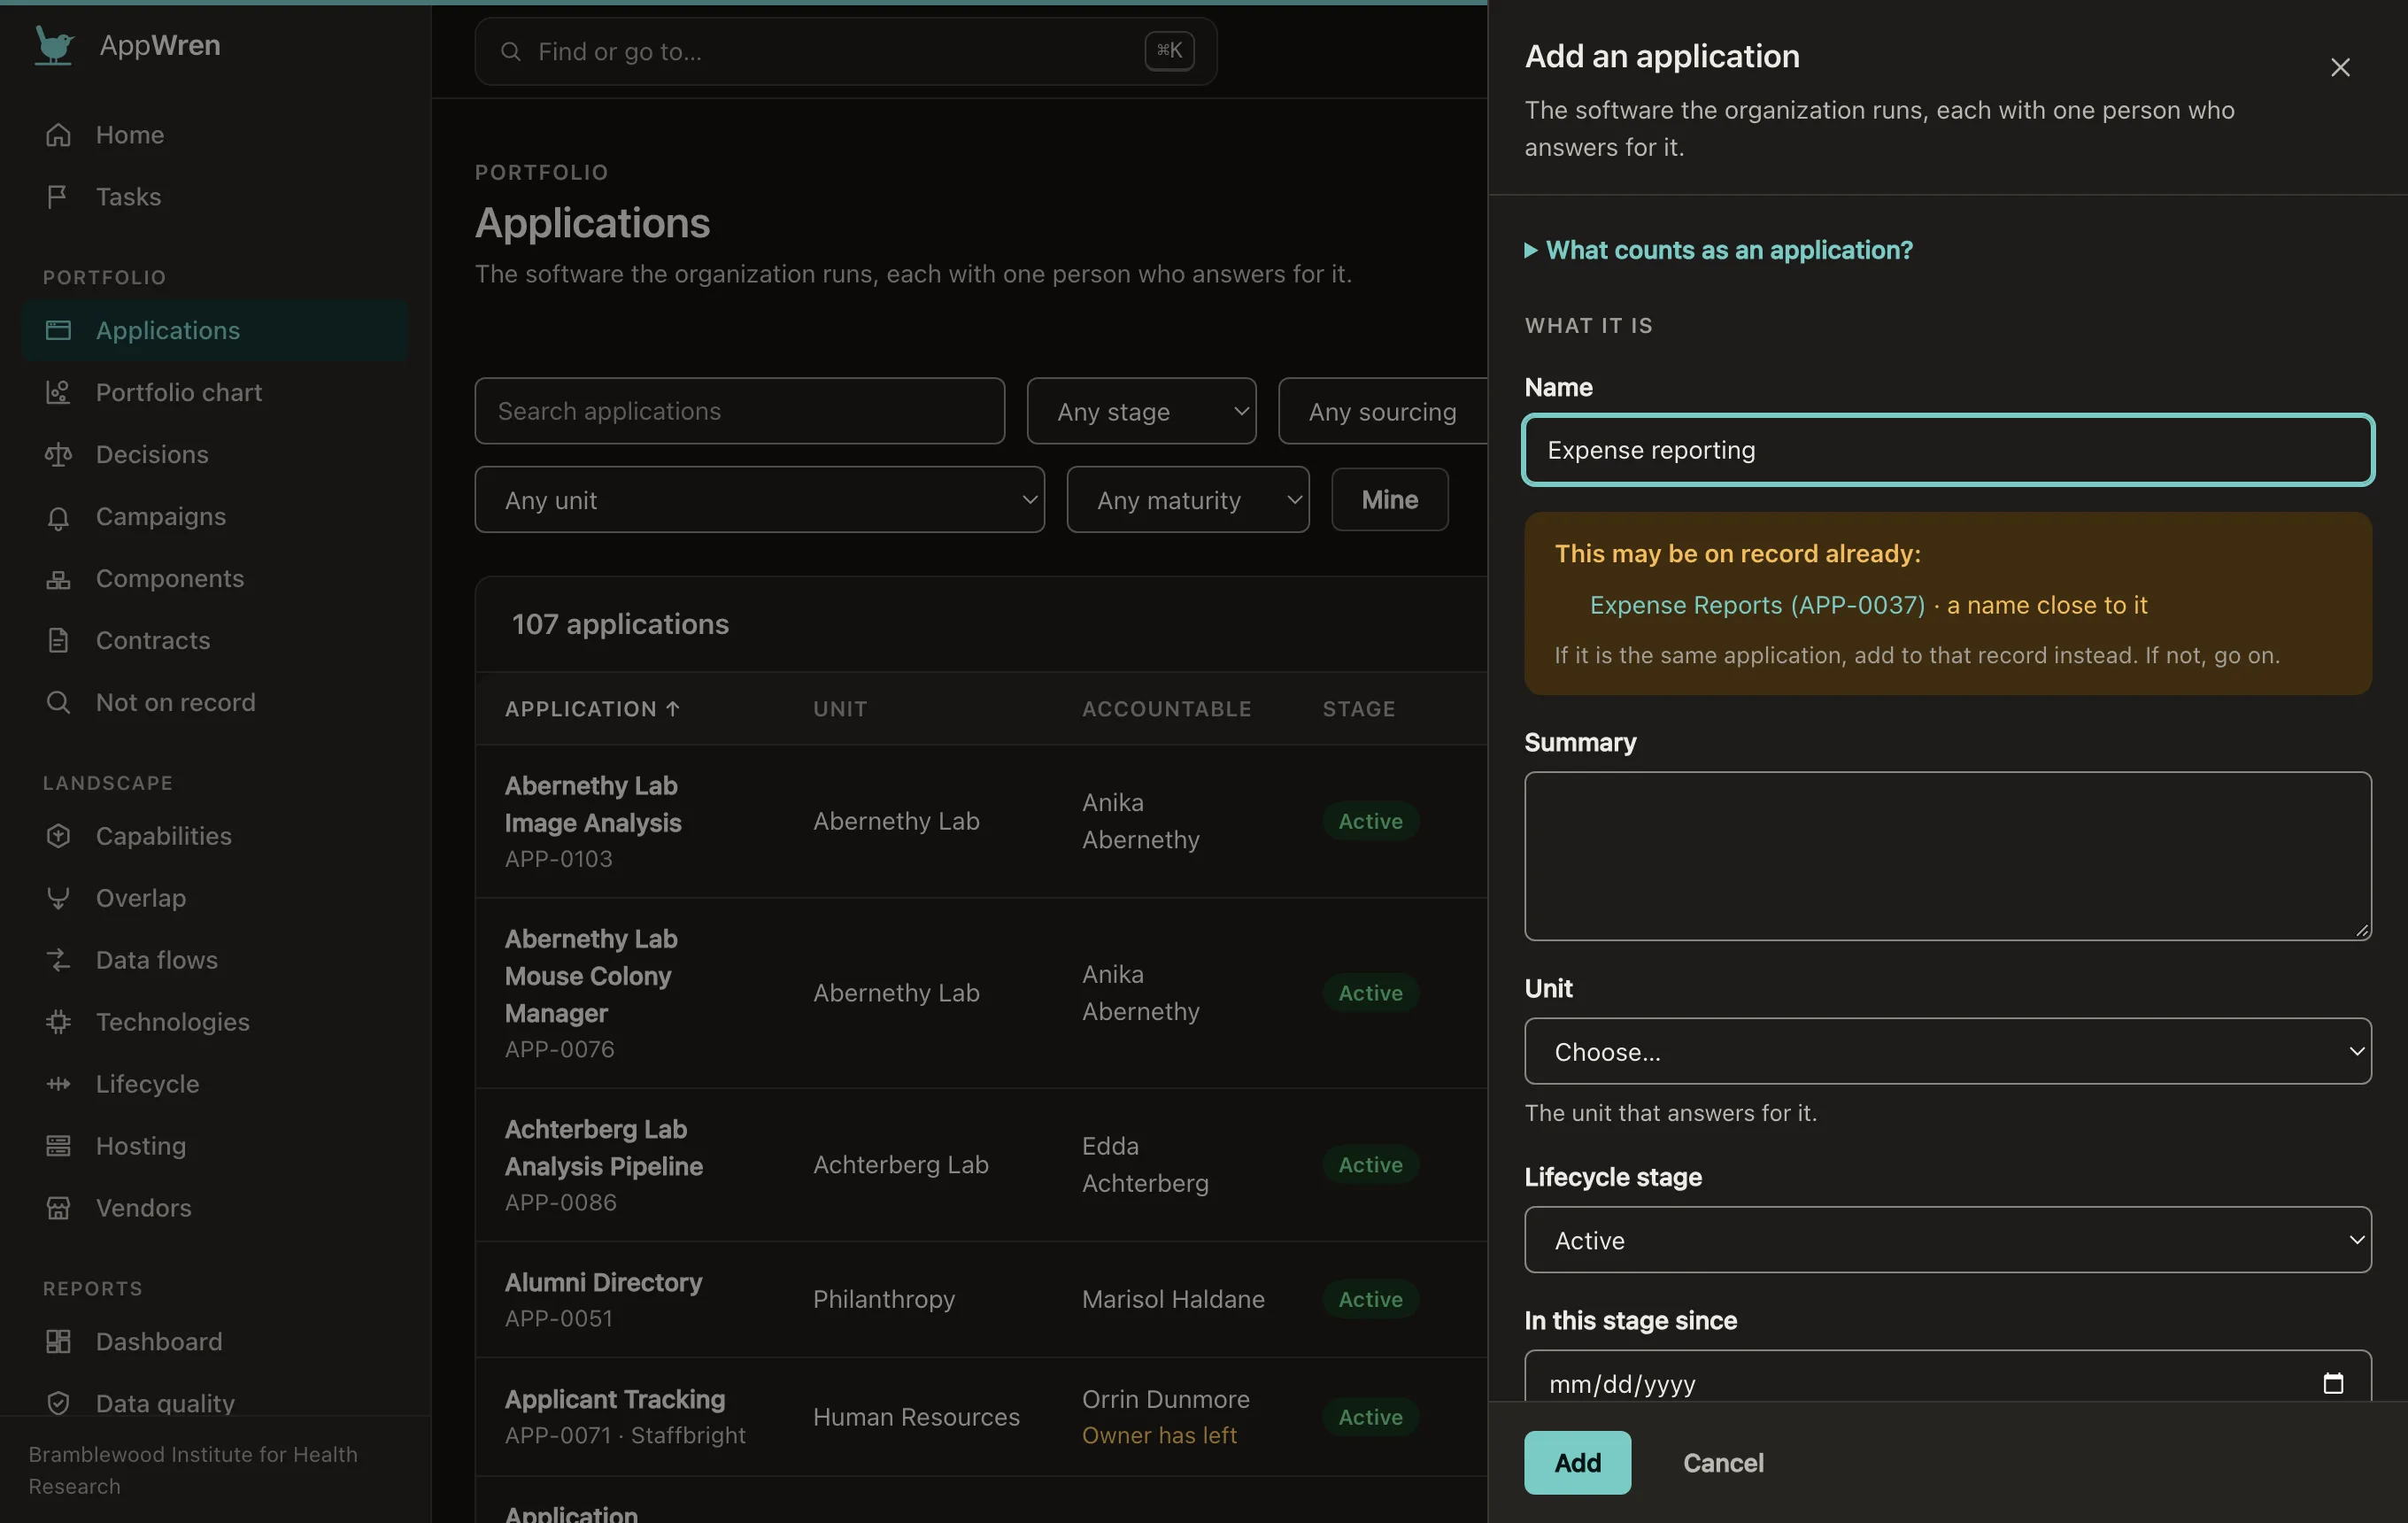 AppWren
Home
Tasks
PORTFOLIO
Applications
Portfolio chart
Decisions
Campaigns
Components
Contracts
Not on record
LANDSCAPE
Capabilities
Overlap
Data flows
Technologies
Lifecycle
Hosting
Vendors
REPORTS
Dashboard
Data quality
Bramblewood Institute for Health
Research
Find or go to...
⌘K
PORTFOLIO
Applications
The software the organization runs, each with one person who answers for it.
Search applications
Any stage
Any sourcing
Any unit
Any maturity
Mine
107 applications
APPLICATION ↑ UNIT ACCOUNTABLE STAGE
Abernethy Lab
Image Analysis
APP-0103
Abernethy Lab
Anika
Abernethy
Active
Abernethy Lab
Mouse Colony
Manager
APP-0076
Abernethy Lab
Anika
Abernethy
Active
Achterberg Lab
Analysis Pipeline
APP-0086
Achterberg Lab
Edda
Achterberg
Active
Alumni Directory
APP-0051
Philanthropy
Marisol Haldane
Active
Applicant Tracking
APP-0071 · Staffbright
Human Resources
Orrin Dunmore
Owner has left
Active
Application
Add an application
The software the organization runs, each with one person who
answers for it.
What counts as an application?
WHAT IT IS
Name
Expense reporting
This may be on record already:
Expense Reports (APP-0037) · a name close to it
If it is the same application, add to that record instead. If not, go on.
Summary
Unit
Choose...
The unit that answers for it.
Lifecycle stage
Active
In this stage since
mm/dd/yyyy
Add
Cancel